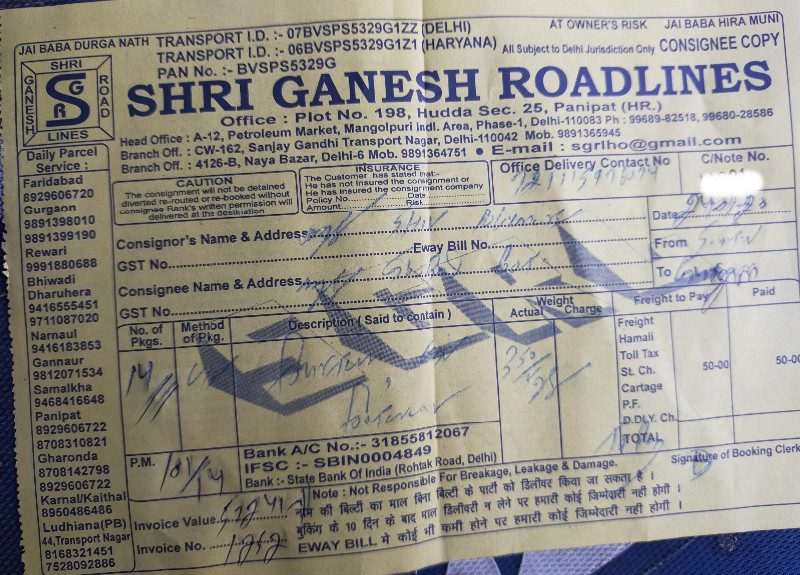 JAI BABA DURGA NATH
TRANSPORT I.D. :- 07BVSPS5329G1ZZ (DELHI)
AT OWNER'S RISK
JAI BABA HIRA MUNI
TRANSPORT I.D. :- 06BVSPS5329G1Z1 (HARYANA)
All Subject to Delhi Jurisdiction Only
CONSIGNEE COPY
PAN No. :- BVSPS5329G
SHRI
GANESH
SGR
ROAD
LINES
SHRI GANESH ROADLINES
Office : Plot No. 198, Hudda Sec. 25, Panipat (HR.)
Head Office : A-12, Petroleum Market, Mangolpuri Indl. Area, Phase-1, Delhi-110083 Ph : 99689-82518, 99680-28586
Branch Off. : CW-162, Sanjay Gandhi Transport Nagar, Delhi-110042 Mob. 9891365945
Branch Off. : 4126-B, Naya Bazar, Delhi-6 Mob. 9891364751 ● E-mail : sgrlho@gmail.com
Daily Parcel
Service :
Faridabad
8929606720
Gurgaon
9891398010
9891399190
Rewari
9991880688
Bhiwadi
Dharuhera
9416555451
9711087020
Narnaul
9416183853
Gannaur
9812071534
Samalkha
9468416648
Panipat
8929606722
8708310821
Gharonda
8708142798
8929606722
Karnal/Kaithal
8950486486
Ludhiana(PB)
44,Transport Nagar
8168321451
7528092886
CAUTION
The consignment will not be detained
diverted re-routed or re-booked without
consignee Bank's written permission will
delivered at the destination
INSURANCE
The Customer has stated that:-
He has not insured the consignment or
He has insured the consignment company
Policy No. Date
Amount Risk
Office Delivery Contact No
C/Note No.
Consignor's Name & Address
Date
GST No. Eway Bill No.
From
Consignee Name & Address
To
GST No.
No. of Pkgs.
Method of Pkg.
Description ( Said to contain )
Weight
Actual
Charge
Freight to Pay
Paid
14
Freight
Hamali
Toll Tax
St. Ch. 50-00 50-00
Cartage
P.F.
D.DLY. Ch.
TOTAL
P.M.
Bank A/C No.:- 31855812067
IFSC :- SBIN0004849
Bank :- State Bank Of India (Rohtak Road, Delhi)
Signature of Booking Clerk
Note : Not Responsible For Breakage, Leakage & Damage.
Invoice Value
नाम की बिल्टी का माल बिना बिल्टी के पार्टी को डिलीवर किया जा सकता है ।
Invoice No.
बुकिंग के 10 दिन के बाद माल डिलीवरी न लेने पर हमारी कोई जिम्मेदारी नही होगी ।
EWAY BILL मे कोई भी कमी होने पर हमारी कोई जिम्मेदारी नही होगी ।